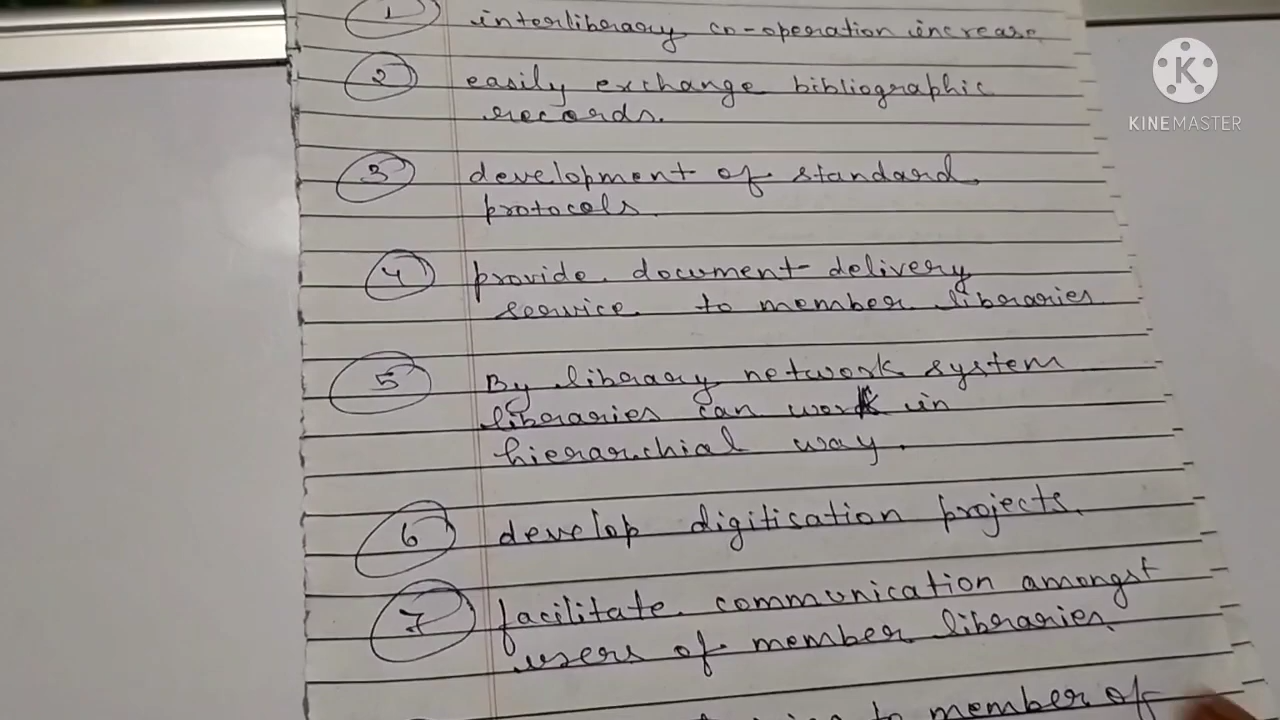 1 interlibrary co-operation increase
2 easily exchange bibliographic
records.
3 development of standard
protocols.
4 provide document delivery
service to member libraries
5 By library network system
libraries can work in
hierarchial way.
6 develop digitisation projects.
7 facilitate communication amongst
users of member libraries.
to member of
K
KINEMASTER